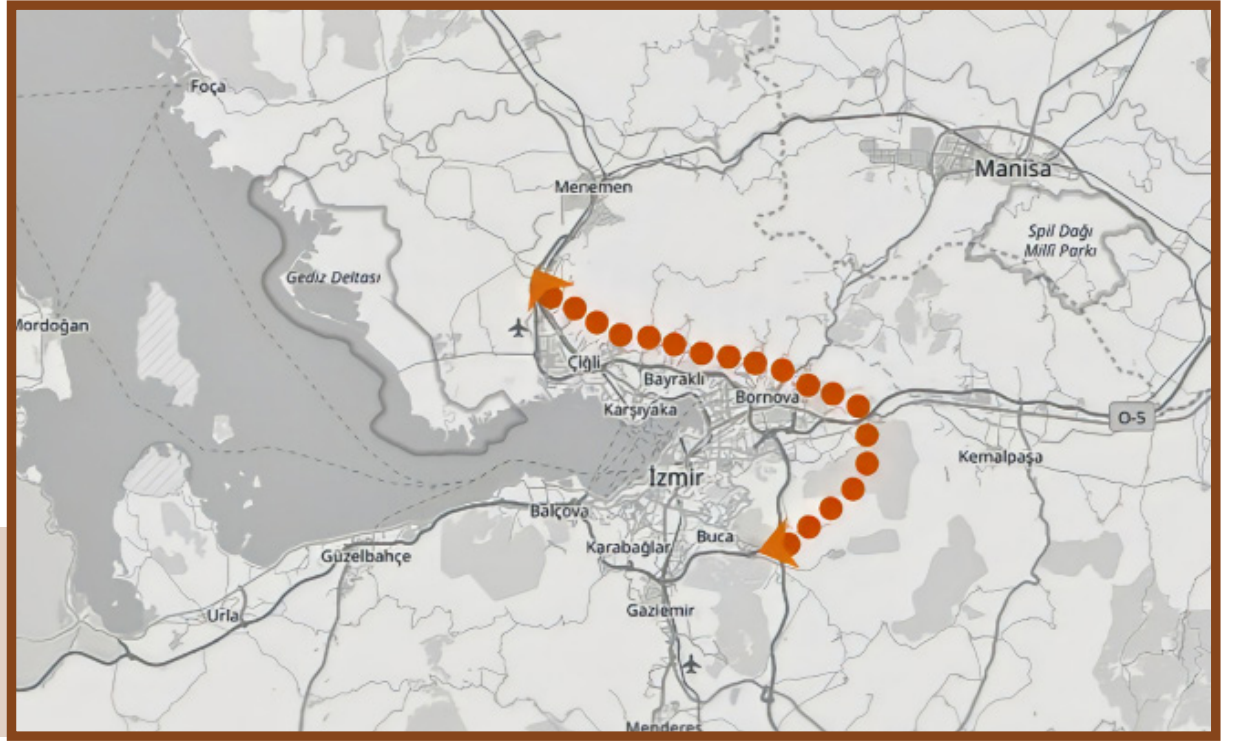 Foça
Menemen
Manisa
Spil Dağı
Millî Parkı
Gediz Deltası
Mordoğan
Çiğli
Bayraklı
Bornova
Karşıyaka
O-5
Kemalpaşa
İzmir
Balçova
Buca
Karabağlar
Güzelbahçe
Gaziemir
Urla
Menderes